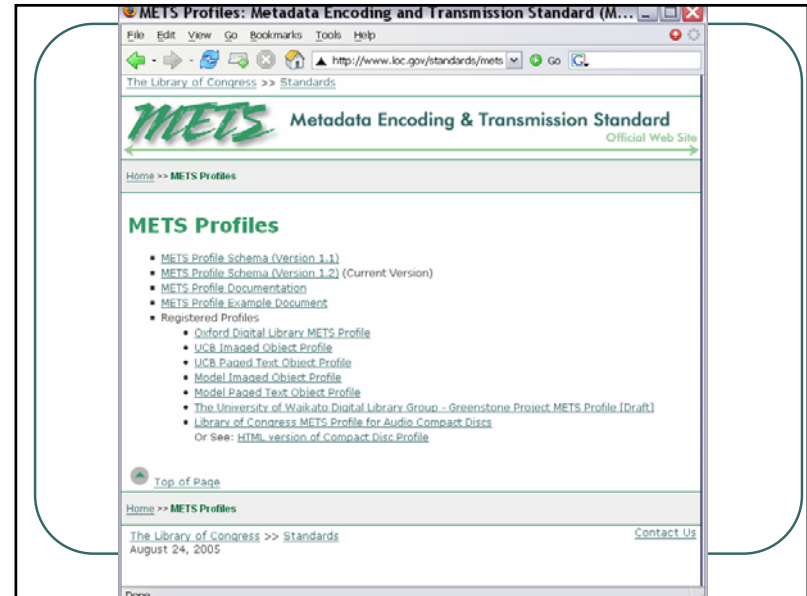 METS Profiles: Metadata Encoding and Transmission Standard (M...
File Edit View Go Bookmarks Tools Help
http://www.loc.gov/standards/mets Go G
The Library of Congress >> Standards
METS Metadata Encoding & Transmission Standard
Official Web Site
Home >> METS Profiles
METS Profiles
METS Profile Schema (Version 1.1)
METS Profile Schema (Version 1.2) (Current Version)
METS Profile Documentation
METS Profile Example Document
Registered Profiles
Oxford Digital Library METS Profile
UCB Imaged Object Profile
UCB Paged Text Object Profile
Model Imaged Object Profile
Model Paged Text Object Profile
The University of Waikato Digital Library Group - Greenstone Project METS Profile [Draft]
Library of Congress METS Profile for Audio Compact Discs
Or See: HTML version of Compact Disc Profile
Top of Page
Home >> METS Profiles
The Library of Congress >> Standards Contact Us
August 24, 2005
Done